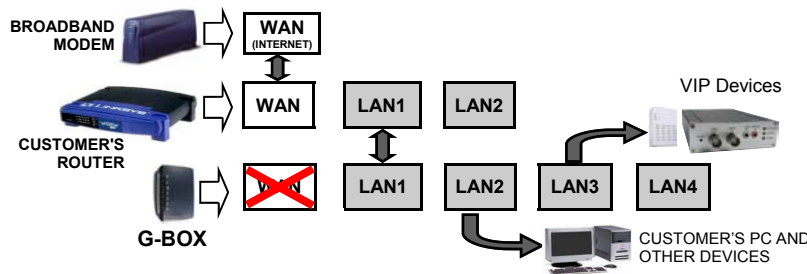 BROADBAND
MODEM
WAN
(INTERNET)
CUSTOMER'S
ROUTER
LINKSYS
WAN
LAN1
LAN2
VIP Devices
G-BOX
WAN
LAN1
LAN2
LAN3
LAN4
CUSTOMER'S PC AND
OTHER DEVICES